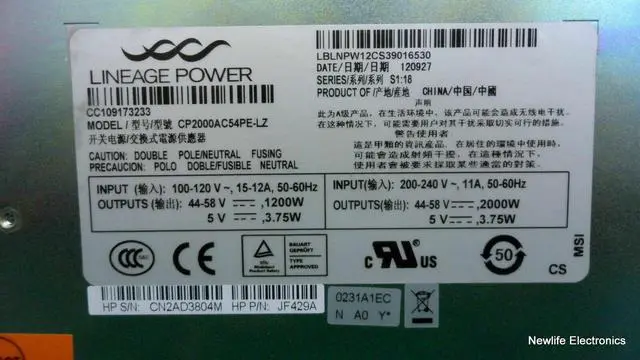 LINEAGE POWER
CC109173233
MODEL / 型号/型號 CP2000AC54PE-LZ
开关电源/交換式電源供應器
CAUTION: DOUBLE POLE/NEUTRAL FUSING
PRECAUCION: POLO DOBLE/FUSIBLE NEUTRAL
LBLNPW12CS39016530
DATE/日期/日期 120927
SERIES/系列/系列 S1:18
PRODUCT OF/产地/産地 CHINA/中国/中國
声明
此为A级产品，在生活环境中，该产品可能会造成无线电干扰。
在这种情况下，可能需要用户对其干扰采取切实可行的措施。
警告使用者
這是甲類的資訊產品，在居住的環境中使用時，
可能會造成射頻干擾，在這種情況下，
使用者會被要求採取某些適當的對策。
INPUT (输入): 100-120 V~, 15-12A, 50-60Hz
OUTPUTS (输出): 44-58 V ⎓ ,1200W
5 V ⎓ ,3.75W
INPUT(输入): 200-240 V~, 11A, 50-60Hz
OUTPUTS(输出): 44-58 V⎓ ,2000W
5 V⎓ ,3.75W
CCC
CE
TÜVRheinland
Product Safety
BAUART
GEPRÜFT
TYPE
APPROVED
c RU US
50
CS
MSI
HP S/N: CN2AD3804M HP P/N: JF429A
0231A1EC
N A0 Y*
Newlife Electronics